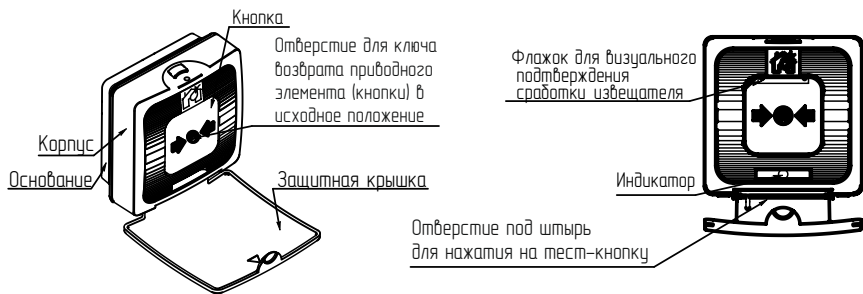 Кнопка
Отверстие для ключа
возврата приводного
элемента (кнопки) в
исходное положение
Корпус
Основание
Защитная крышка
Флажок для визуального
подтверждения
сработки извещателя
Индикатор
Отверстие под штырь
для нажатия на тест-кнопку